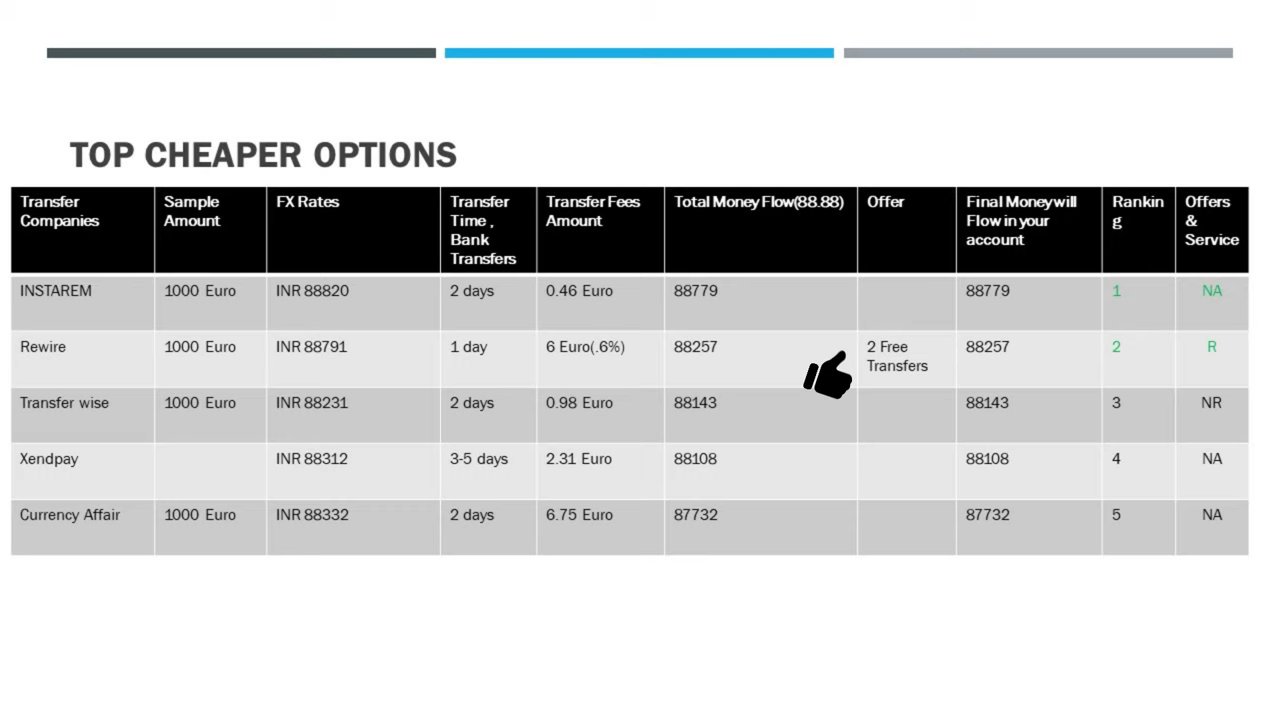 TOP CHEAPER OPTIONS
Transfer Companies Sample Amount FX Rates Transfer Time , Bank Transfers Transfer Fees Amount Total Money Flow(88.88) Offer Final Money will Flow in your account Rankin g Offers & Service
INSTAREM 1000 Euro INR 88820 2 days 0.46 Euro 88779 88779 1 NA
Rewire 1000 Euro INR 88791 1 day 6 Euro(.6%) 88257 2 Free Transfers 88257 2 R
Transfer wise 1000 Euro INR 88231 2 days 0.98 Euro 88143 88143 3 NR
Xendpay INR 88312 3-5 days 2.31 Euro 88108 88108 4 NA
Currency Affair 1000 Euro INR 88332 2 days 6.75 Euro 87732 87732 5 NA